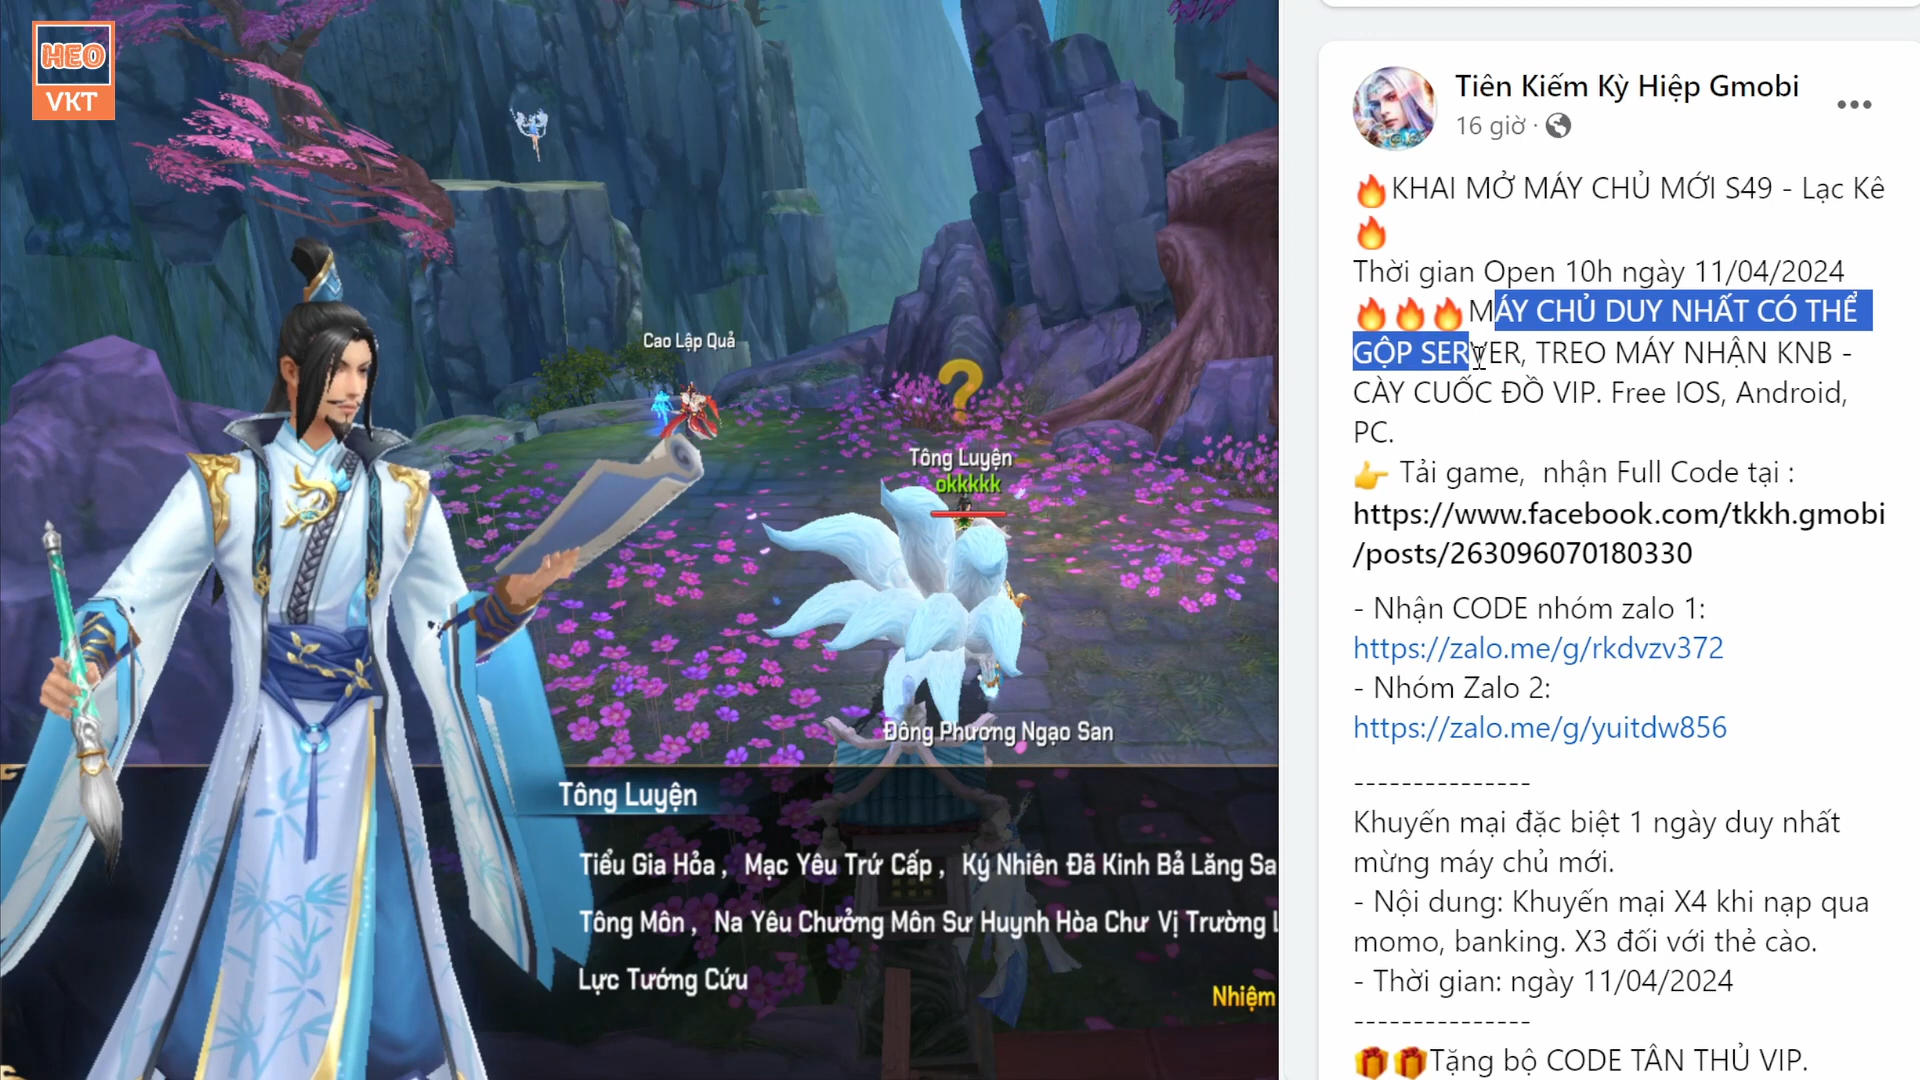 HEO
VKT
Cao Lập Quả
Tông Luyện
okkkkk
Đông Phương Ngạo San
Tông Luyện
Tiểu Gia Hỏa , Mạc Yêu Trứ Cấp , Ký Nhiên Đã Kinh Bả Lăng Sa
Tông Môn , Na Yêu Chưởng Môn Sư Huynh Hòa Chư Vị Trường L
Lực Tướng Cứu
Nhiệm
Tiên Kiếm Kỳ Hiệp Gmobi
16 giờ ·
🔥KHAI MỞ MÁY CHỦ MỚI S49 - Lạc Kê
🔥
Thời gian Open 10h ngày 11/04/2024
🔥🔥🔥MÁY CHỦ DUY NHẤT CÓ THỂ
GỘP SERVER, TREO MÁY NHẬN KNB -
CÀY CUỐC ĐỒ VIP. Free IOS, Android,
PC.
👉 Tải game, nhận Full Code tại :
https://www.facebook.com/tkkh.gmobi
/posts/263096070180330
- Nhận CODE nhóm zalo 1:
https://zalo.me/g/rkdvzv372
- Nhóm Zalo 2:
https://zalo.me/g/yuitdw856
---------------
Khuyến mại đặc biệt 1 ngày duy nhất
mừng máy chủ mới.
- Nội dung: Khuyến mại X4 khi nạp qua
momo, banking. X3 đối với thẻ cào.
- Thời gian: ngày 11/04/2024
---------------
🎁🎁Tặng bộ CODE TÂN THỦ VIP.